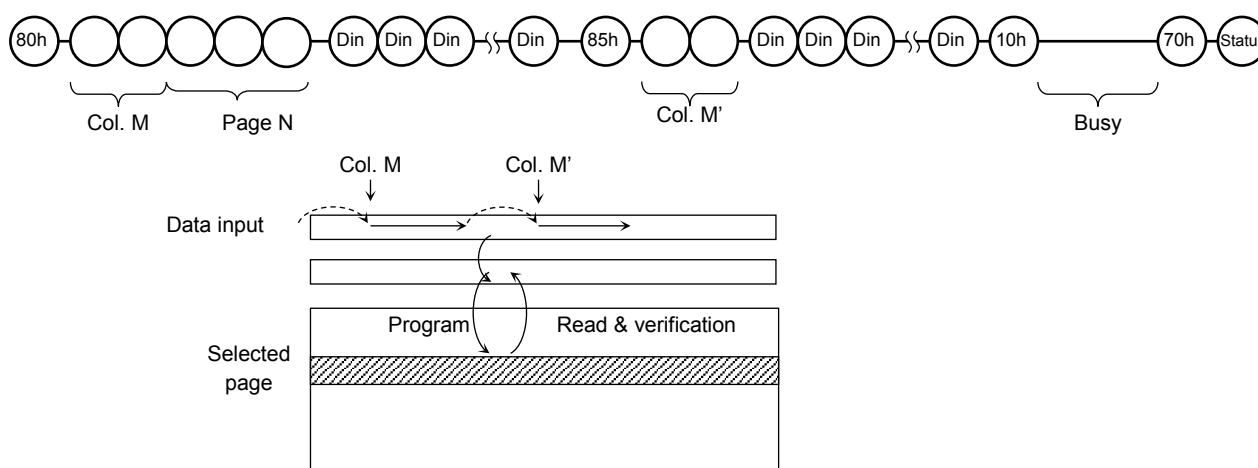 80h Din Din Din Din 85h Din Din Din Din 10h 70h Statu
Col. M Page N Col. M’ Busy
Col. M Col. M’
Data input
Program Read & verification
Selected
page